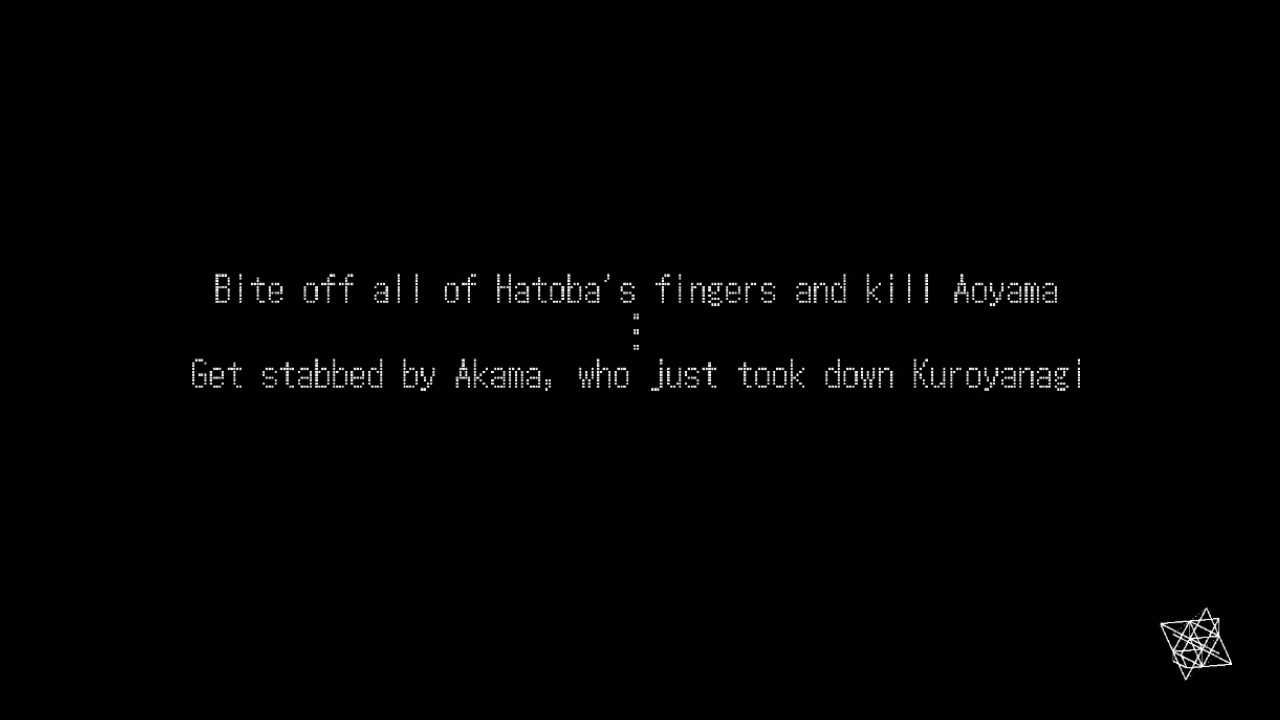 Bite off all of Hatoba's fingers and kill Aoyama
⋮
Get stabbed by Akama, who just took down Kuroyanagi